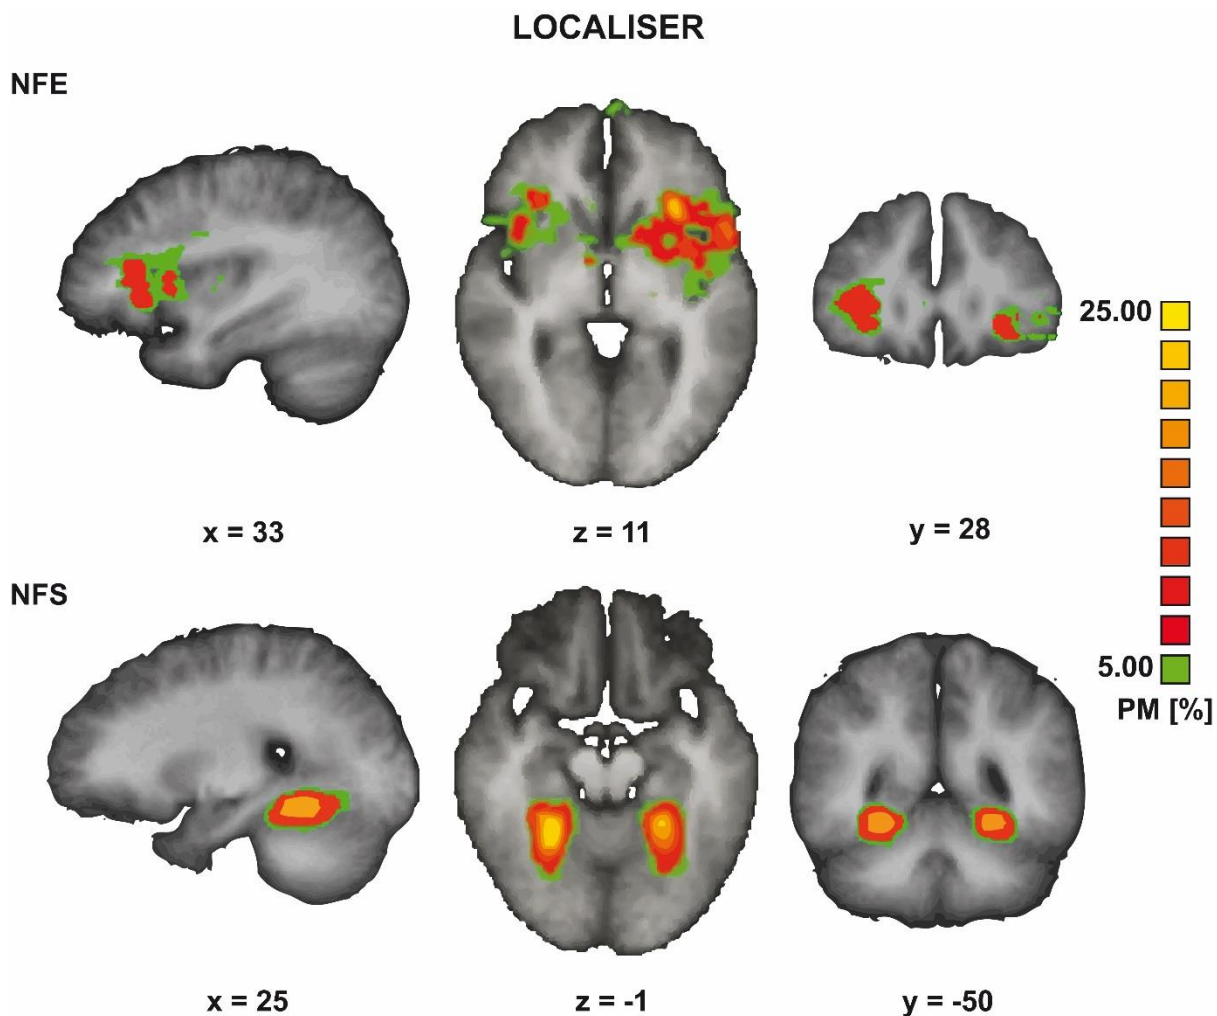 LOCALISER
NFE
25.00
x = 33
z = 11
y = 28
NFS
5.00
PM [%]
x = 25
z = -1
y = -50